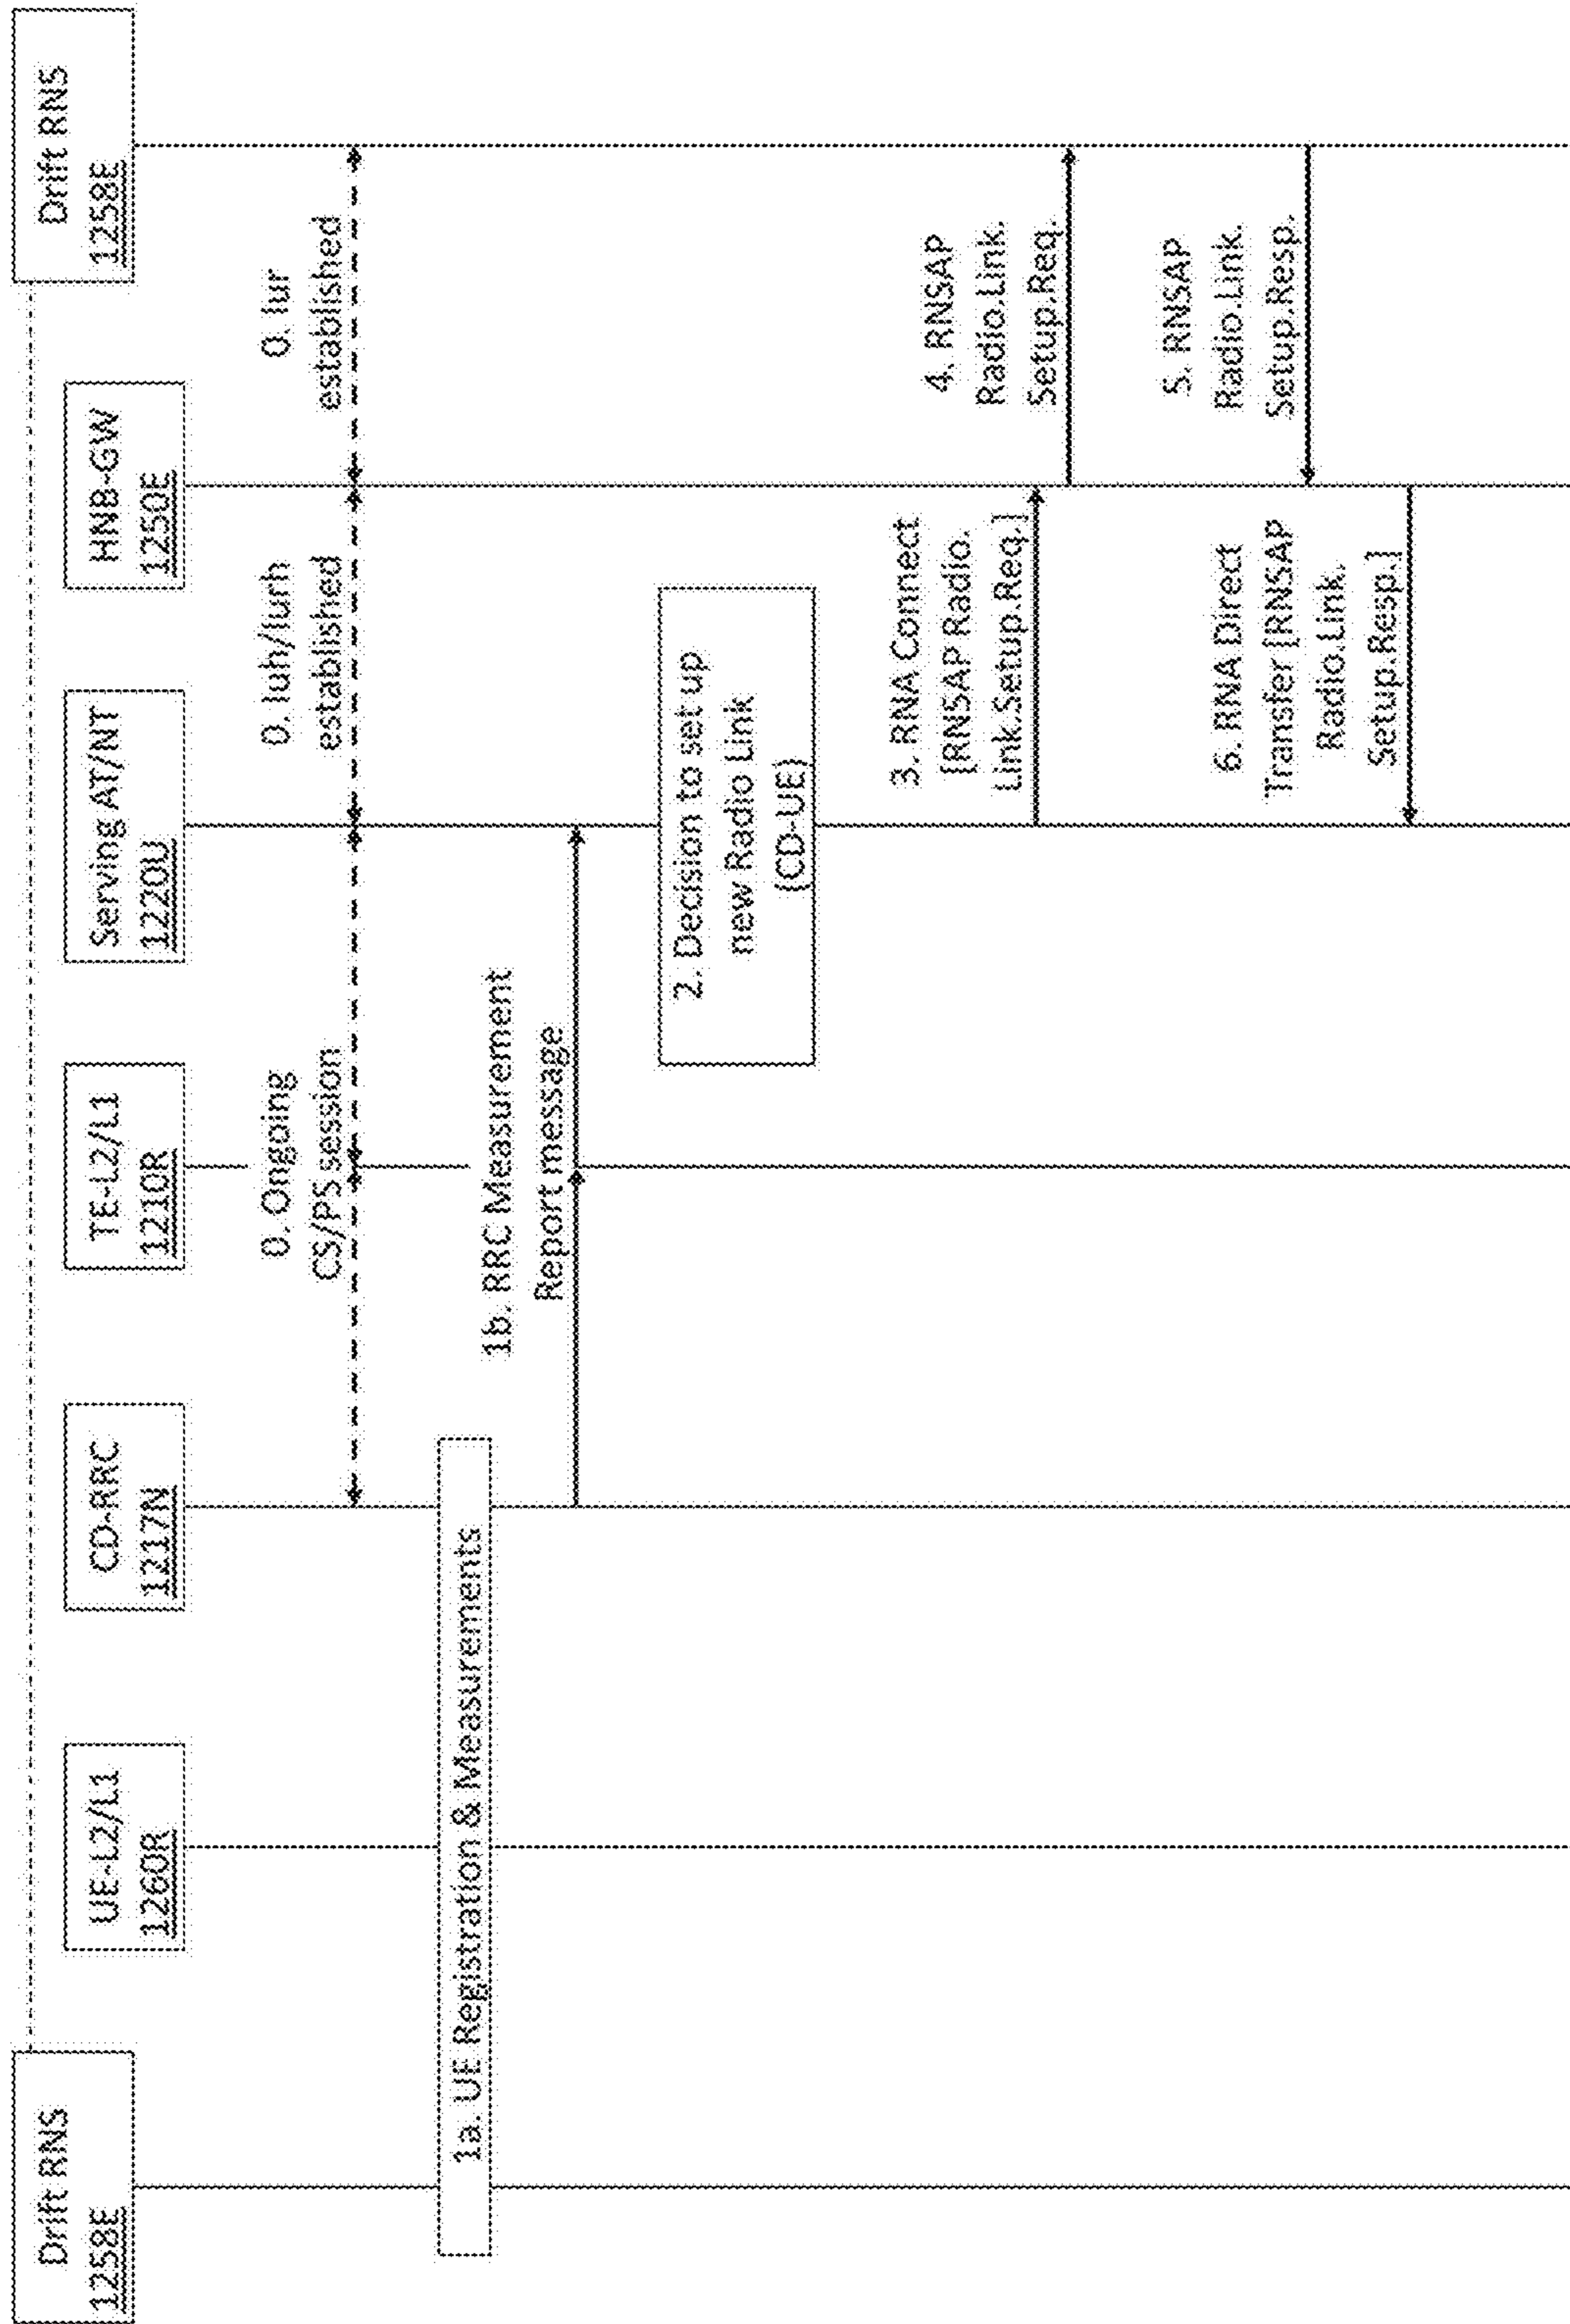 Drift RNS
1258E
UE-L2/L1
1260R
CD-RRC
1217N
TE-L2/L1
1210R
Serving AT/NT
1220U
HNB-GW
1250E
Drift RNS
1258E
0. Ongoing
CS/PS session
0. Iuh/Iurh
established
0. Iur
established
1a. UE Registration & Measurements
1b. RRC Measurement
Report message
2. Decision to set up
new Radio Link
(CD-UE)
3. RNA Connect
[RNSAP Radio.
Link.Setup.Req.]
4. RNSAP
Radio.Link.
Setup.Req.
5. RNSAP
Radio.Link.
Setup.Resp.
6. RNA Direct
Transfer [RNSAP
Radio.Link.
Setup.Resp.]